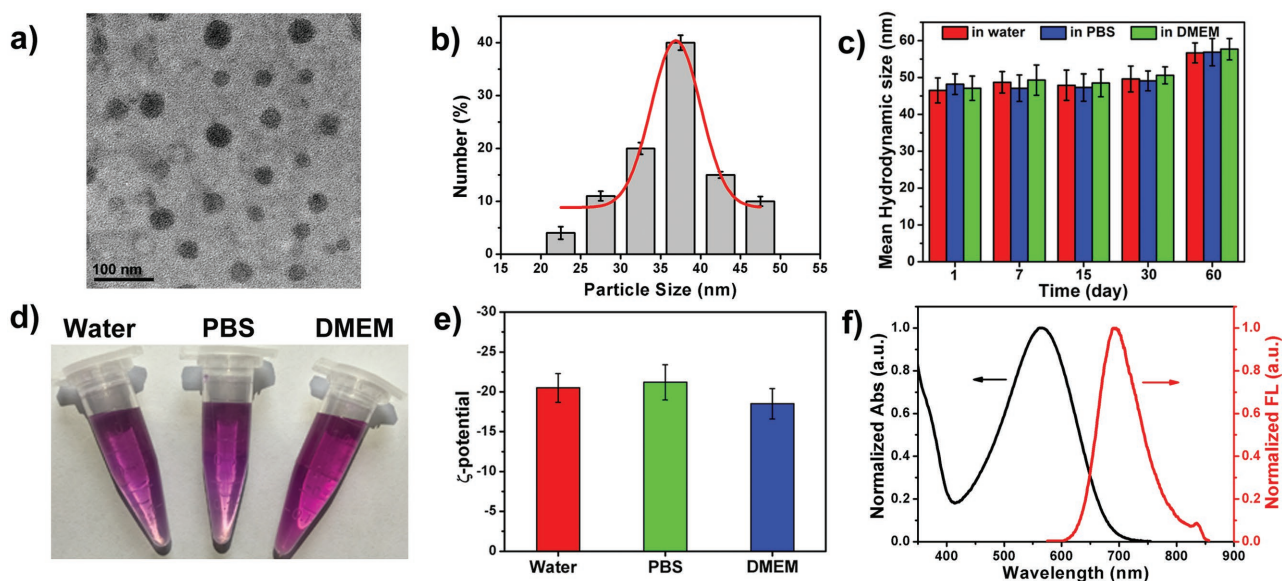 a)
100 nm
b)
Number (%)
40
30
20
10
0
15 20 25 30 35 40 45 50 55
Particle Size (nm)
c)
Mean Hydrodynamic size (nm)
in water in PBS in DMEM
60
50
40
30
20
10
0
1 7 15 30 60
Time (day)
d)
Water PBS DMEM
e)
ζ-potential
-30
-25
-20
-15
-10
-5
0
Water PBS DMEM
f)
Normalized Abs (a.u.)
1.0
0.8
0.6
0.4
0.2
0.0
400 500 600 700 800 900
Wavelength (nm)
1.0
0.8
0.6
0.4
0.2
0.0
Normalized FL (a.u.)